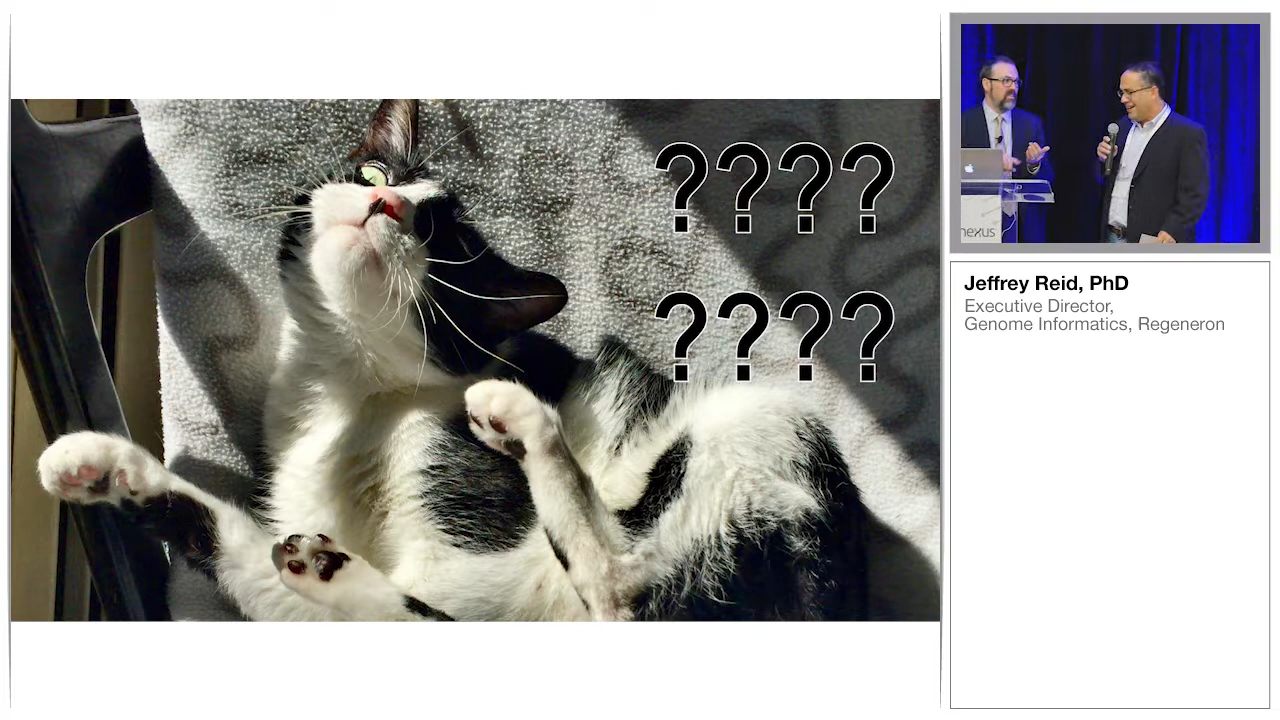 ????
????
nexus
Jeffrey Reid, PhD
Executive Director,
Genome Informatics, Regeneron